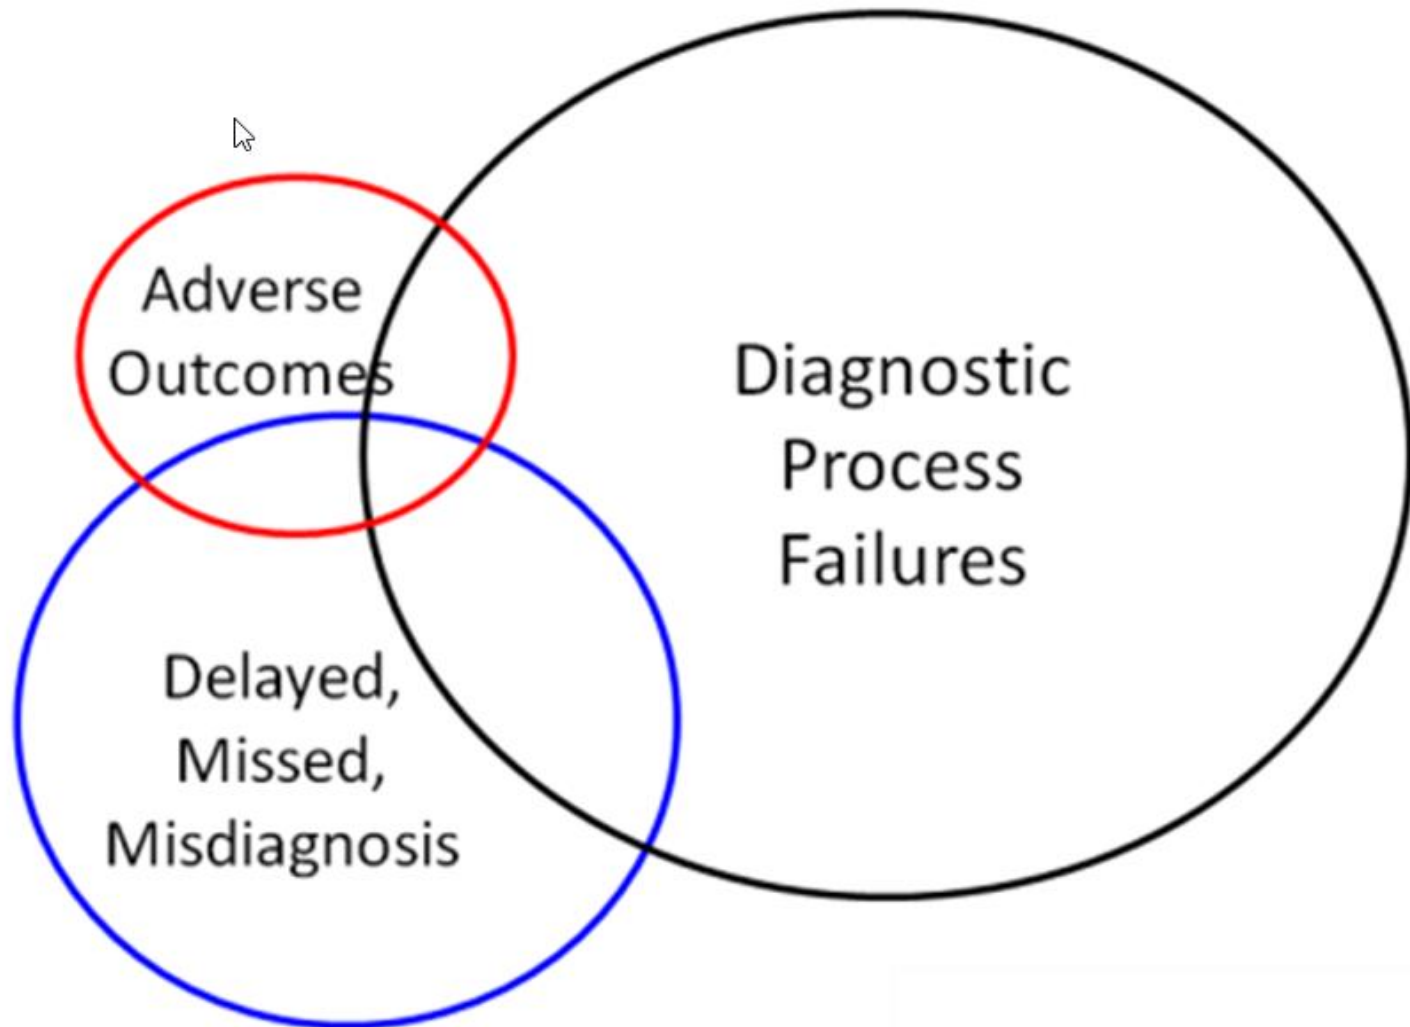 Adverse
Outcomes
Diagnostic
Process
Failures
Delayed,
Missed,
Misdiagnosis